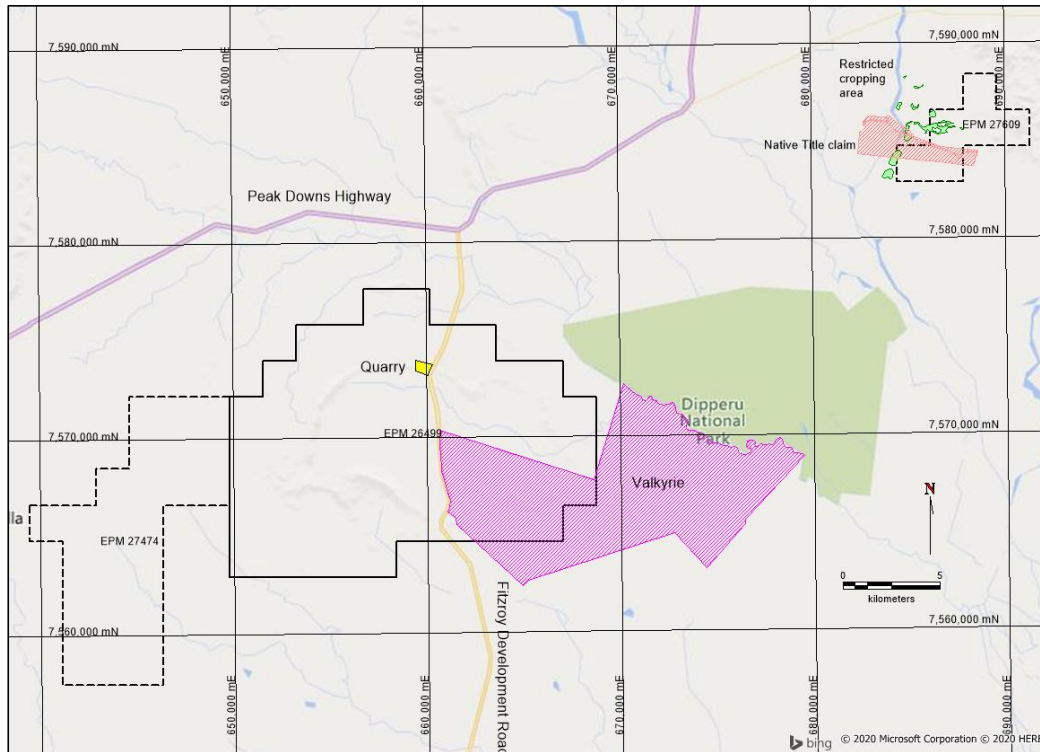 7,590,000 mN
650,000 mE
660,000 mE
670,000 mE
680,000 mE
690,000 mE
7,590,000 mN
Restricted
cropping
area
EPM 27609
Native Title claim
Peak Downs Highway
7,580,000 mN
7,580,000 mN
Quarry
Dipperu
National
Park
7,570,000 mN
EPM 26499
7,570,000 mN
Valkyrie
N
lla
EPM 27474
0 5
kilometers
Fitzroy Development Road
7,560,000 mN
7,560,000 mN
650,000 mE
660,000 mE
670,000 mE
680,000 mE
690,000 mE
bing © 2020 Microsoft Corporation © 2020 HERE